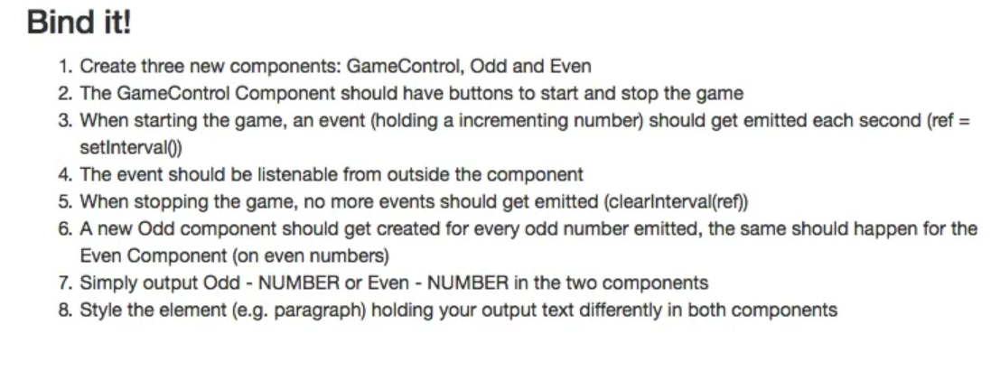 Bind it!
1. Create three new components: GameControl, Odd and Even
2. The GameControl Component should have buttons to start and stop the game
3. When starting the game, an event (holding a incrementing number) should get emitted each second (ref =
setInterval())
4. The event should be listenable from outside the component
5. When stopping the game, no more events should get emitted (clearInterval(ref))
6. A new Odd component should get created for every odd number emitted, the same should happen for the
Even Component (on even numbers)
7. Simply output Odd - NUMBER or Even - NUMBER in the two components
8. Style the element (e.g. paragraph) holding your output text differently in both components